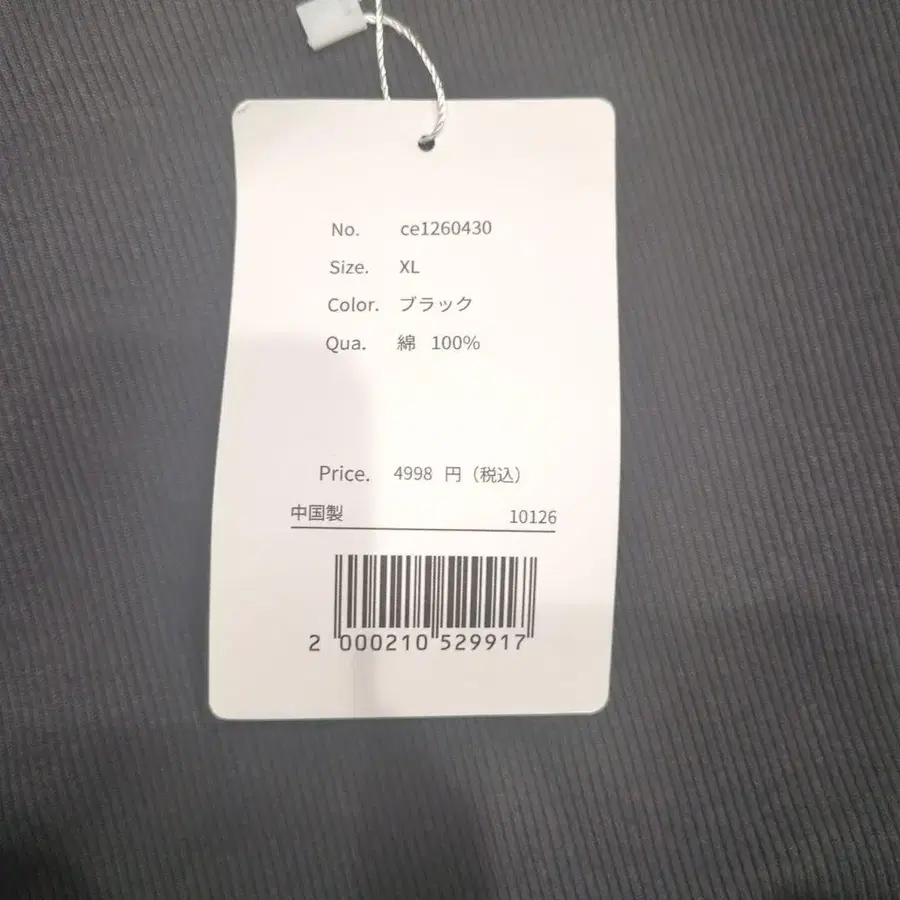 No. ce1260430
Size. XL
Color. ブラック
Qua. 綿 100%
Price. 4998 円（税込）
中国製 10126
2 000210 529917